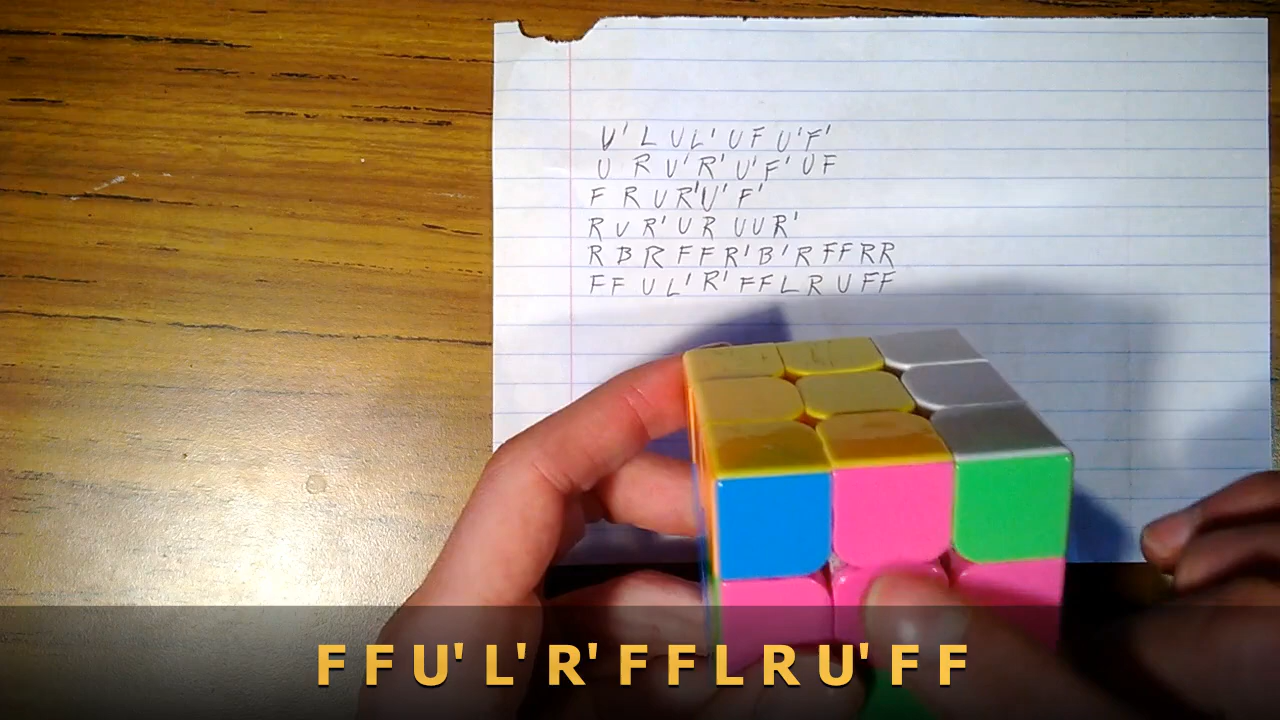 U' L U L' U F U' F'
U R U' R' U' F' U F
F R U R' U' F'
R U R' U R U U R'
R B R F F R' B' R F F R R
F F U L' R' F F L R U F F
F F U' L' R' F F L R U' F F